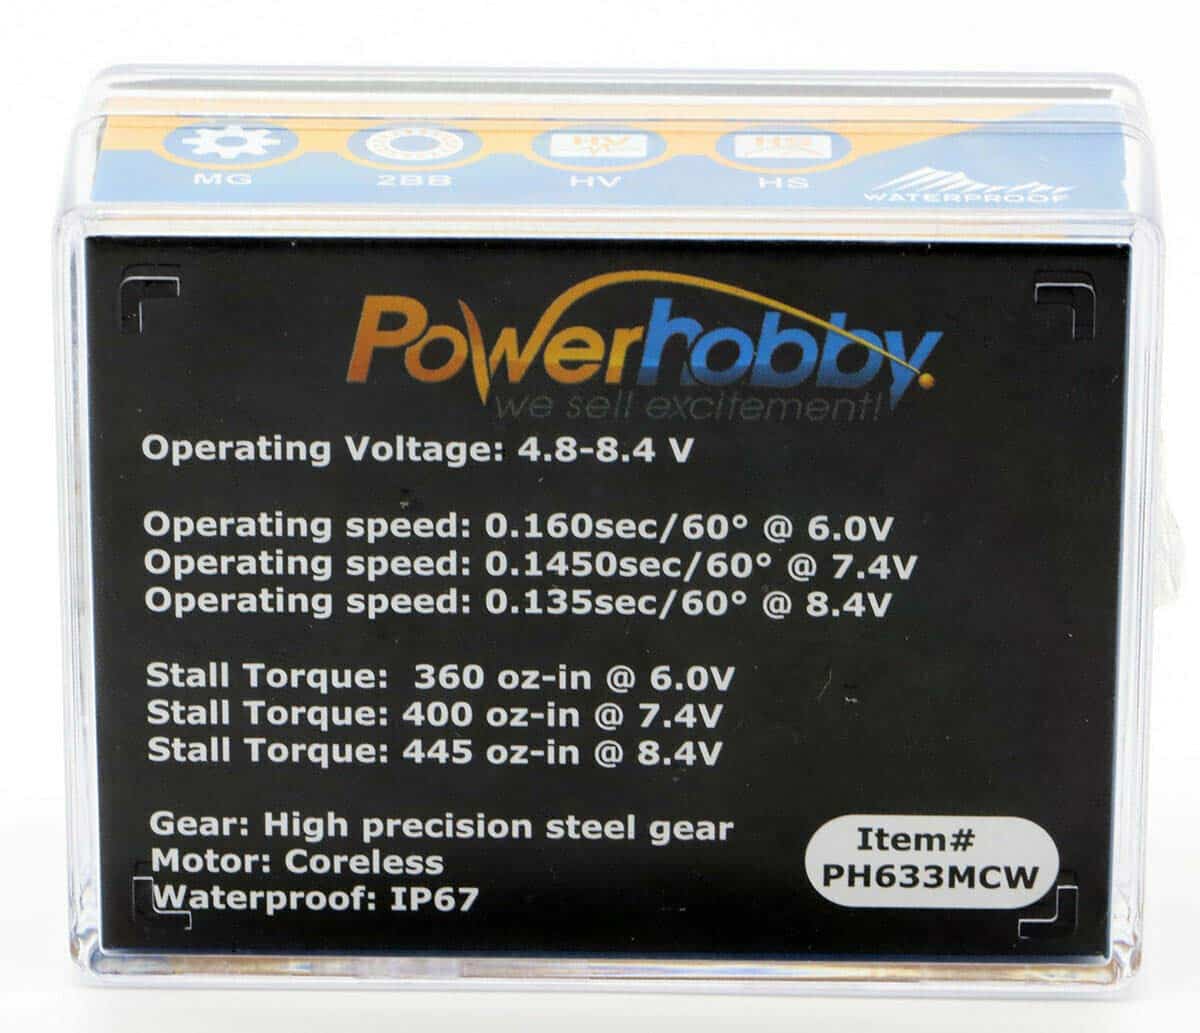 MG 2BB HV HS WATERPROOF
HV HS
Powerhobby.
we sell excitement!
Operating Voltage: 4.8-8.4 V
Operating speed: 0.160sec/60° @ 6.0V
Operating speed: 0.1450sec/60° @ 7.4V
Operating speed: 0.135sec/60° @ 8.4V
Stall Torque: 360 oz-in @ 6.0V
Stall Torque: 400 oz-in @ 7.4V
Stall Torque: 445 oz-in @ 8.4V
Gear: High precision steel gear
Motor: Coreless
Waterproof: IP67
Item#
PH633MCW